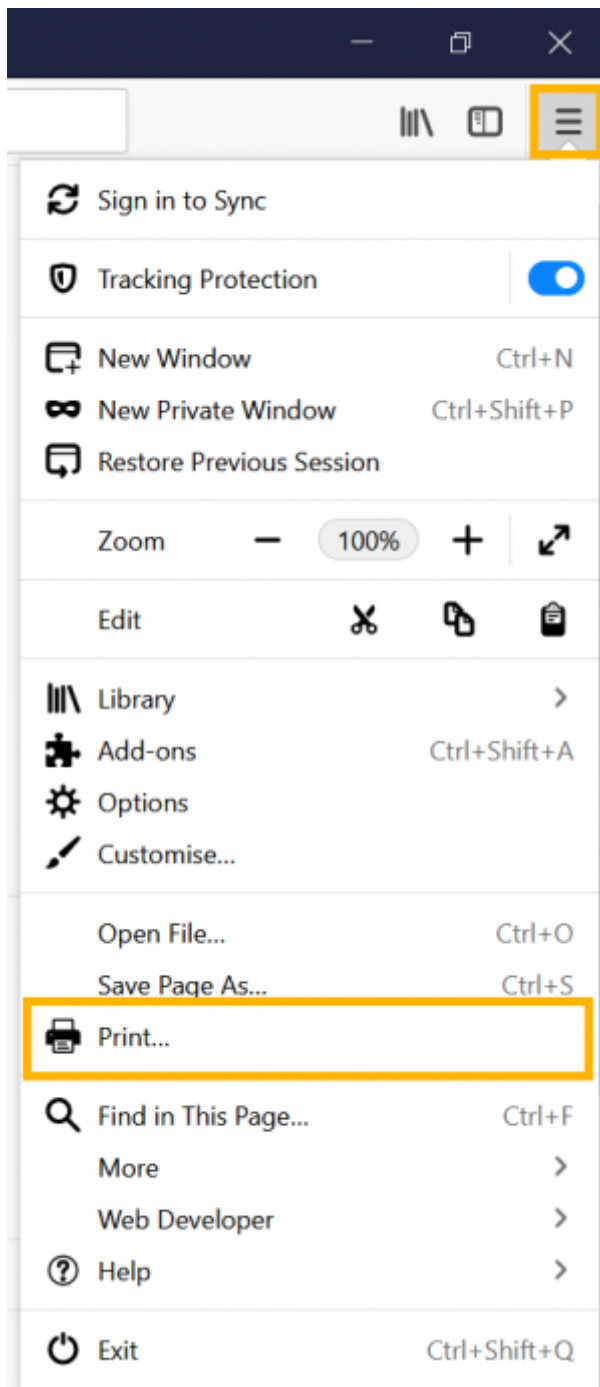 Sign in to Sync
Tracking Protection
New Window Ctrl+N
New Private Window Ctrl+Shift+P
Restore Previous Session
Zoom 100%
Edit
Library
Add-ons Ctrl+Shift+A
Options
Customise...
Open File... Ctrl+O
Save Page As... Ctrl+S
Print...
Find in This Page... Ctrl+F
More
Web Developer
Help
Exit Ctrl+Shift+Q